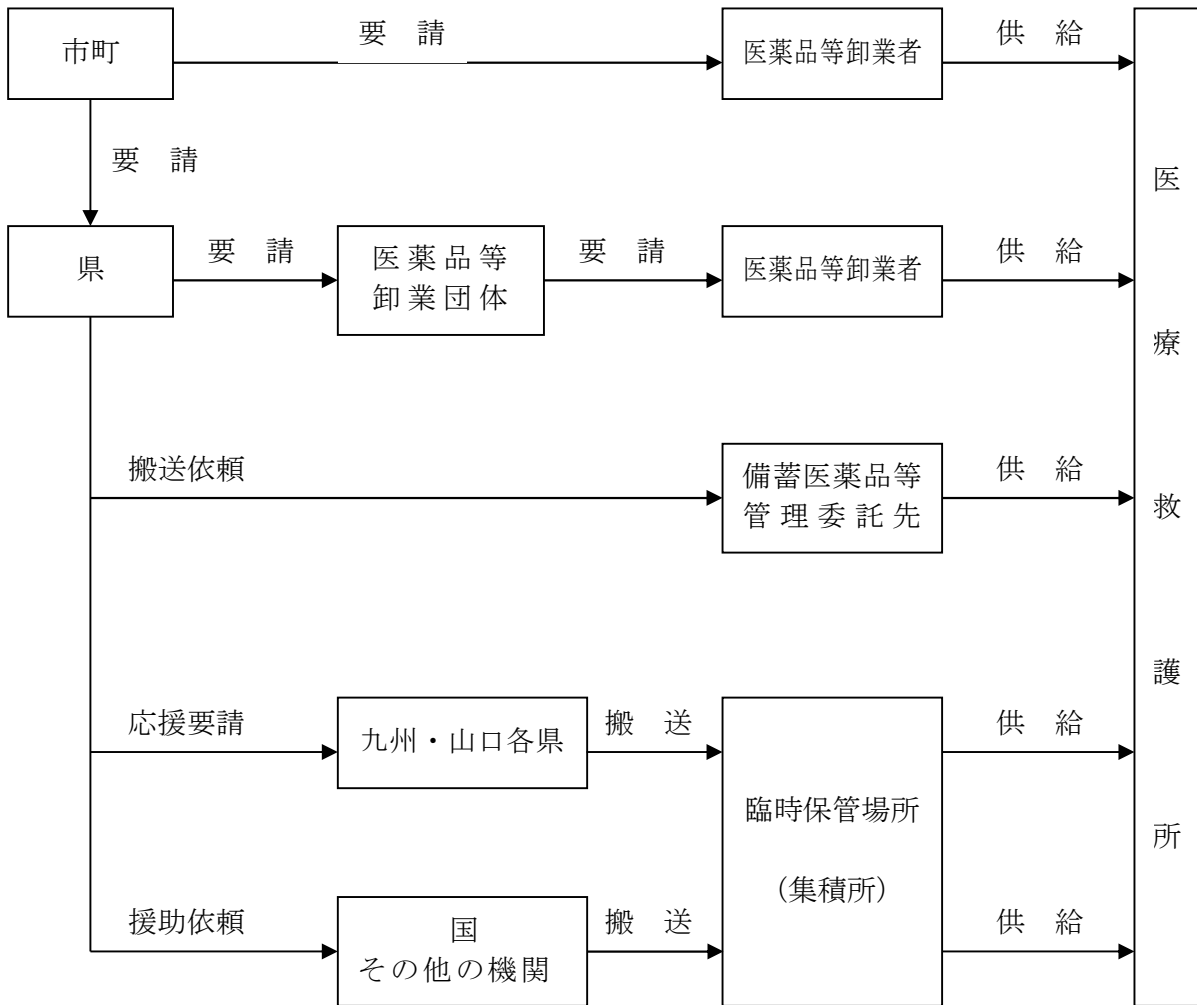 市町
要 請
医薬品等卸業者
供 給
要 請
県
要 請
医薬品等
卸業団体
要 請
医薬品等卸業者
供 給
搬送依頼
備蓄医薬品等
管理委託先
供 給
応援要請
九州・山口各県
搬 送
臨時保管場所
（集積所）
供 給
援助依頼
国
その他の機関
搬 送
供 給
医療救護所